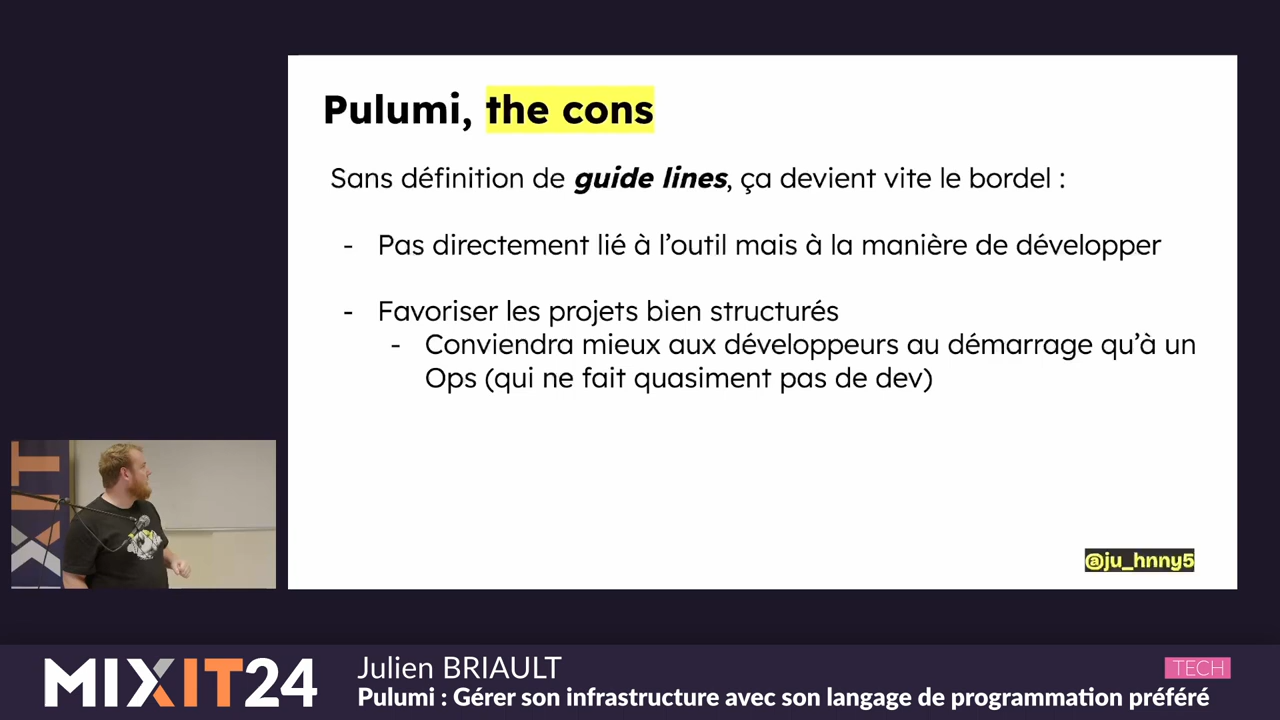 Pulumi, the cons
Sans définition de guide lines, ça devient vite le bordel :
- Pas directement lié à l'outil mais à la manière de développer
- Favoriser les projets bien structurés
- Conviendra mieux aux développeurs au démarrage qu'à un
Ops (qui ne fait quasiment pas de dev)
@ju_hnny5
XIT
MIXIT24
Julien BRIAULT
TECH
Pulumi : Gérer son infrastructure avec son langage de programmation préféré